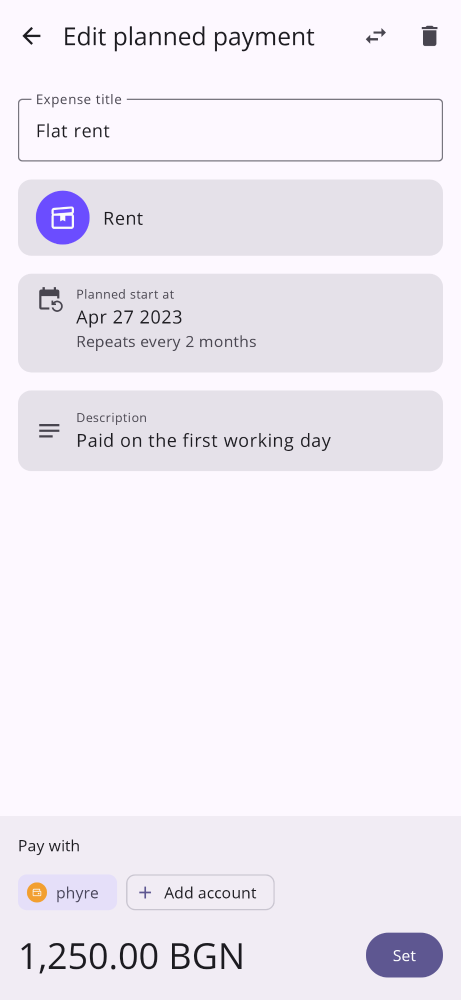 Edit planned payment
Expense title
Flat rent
Rent
Planned start at
Apr 27 2023
Repeats every 2 months
Description
Paid on the first working day
Pay with
phyre
Add account
1,250.00 BGN
Set